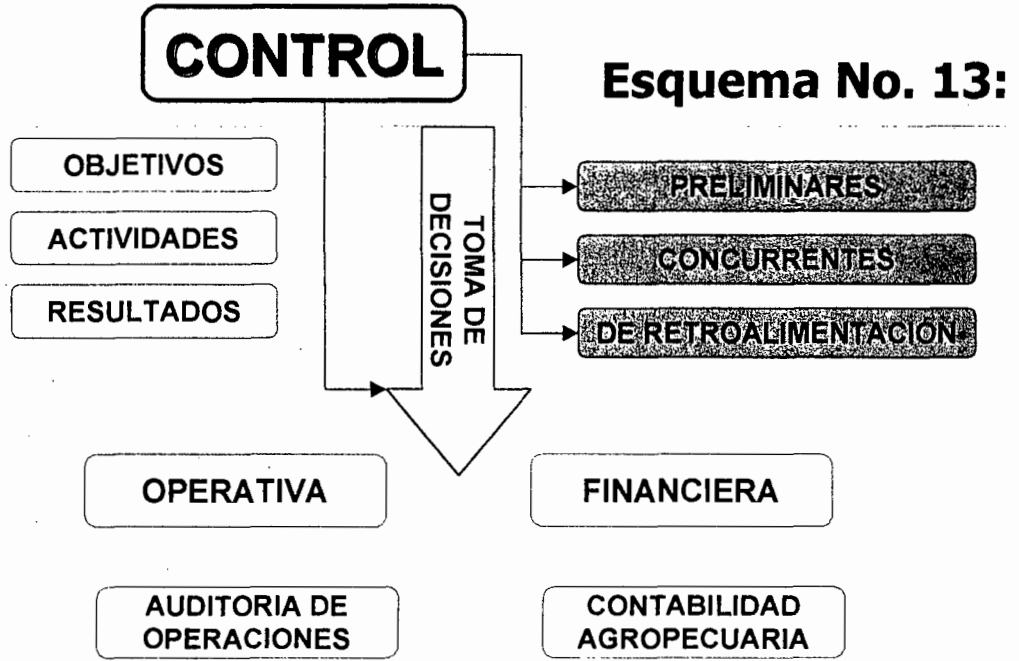 CONTROL
Esquema No. 13:
OBJETIVOS
ACTIVIDADES
RESULTADOS
TOMA DE
DECISIONES
PRELIMINARES
CONCURRENTES
DE RETROALIMENTACIÓN
OPERATIVA
FINANCIERA
AUDITORIA DE
OPERACIONES
CONTABILIDAD
AGROPECUARIA